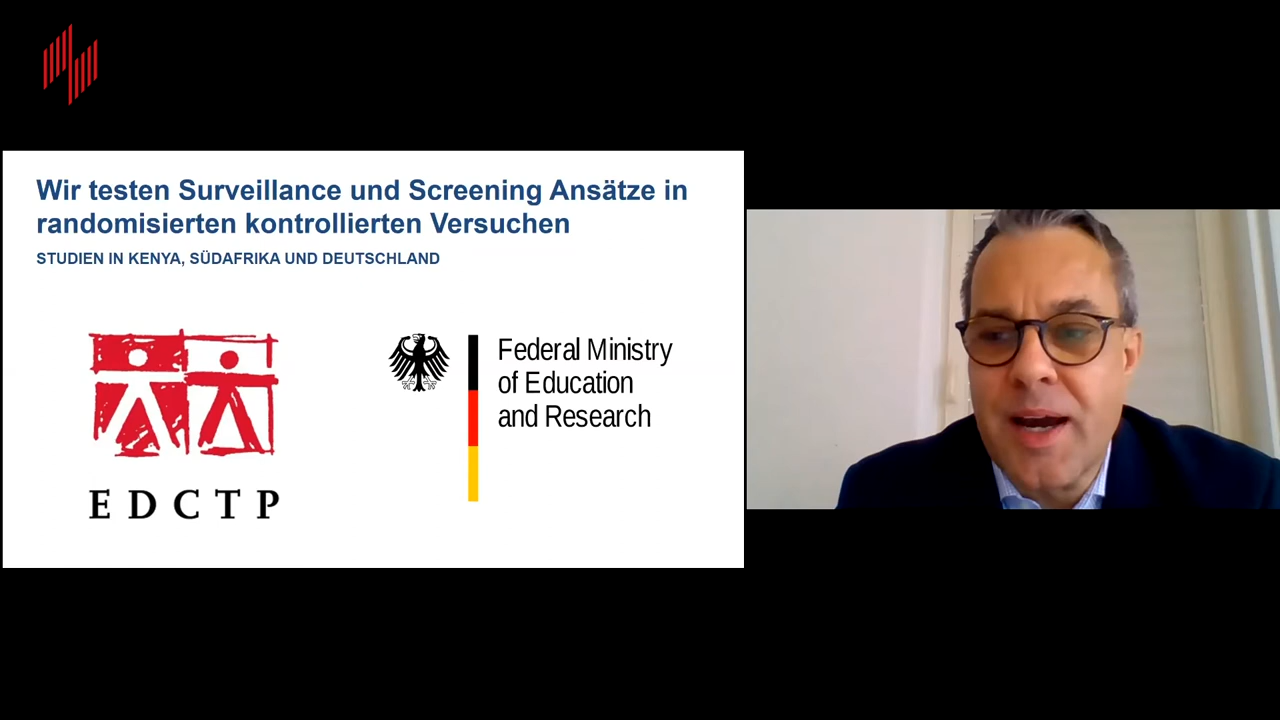 Wir testen Surveillance und Screening Ansätze in
randomisierten kontrollierten Versuchen
STUDIEN IN KENYA, SÜDAFRIKA UND DEUTSCHLAND
EDCTP
Federal Ministry
of Education
and Research